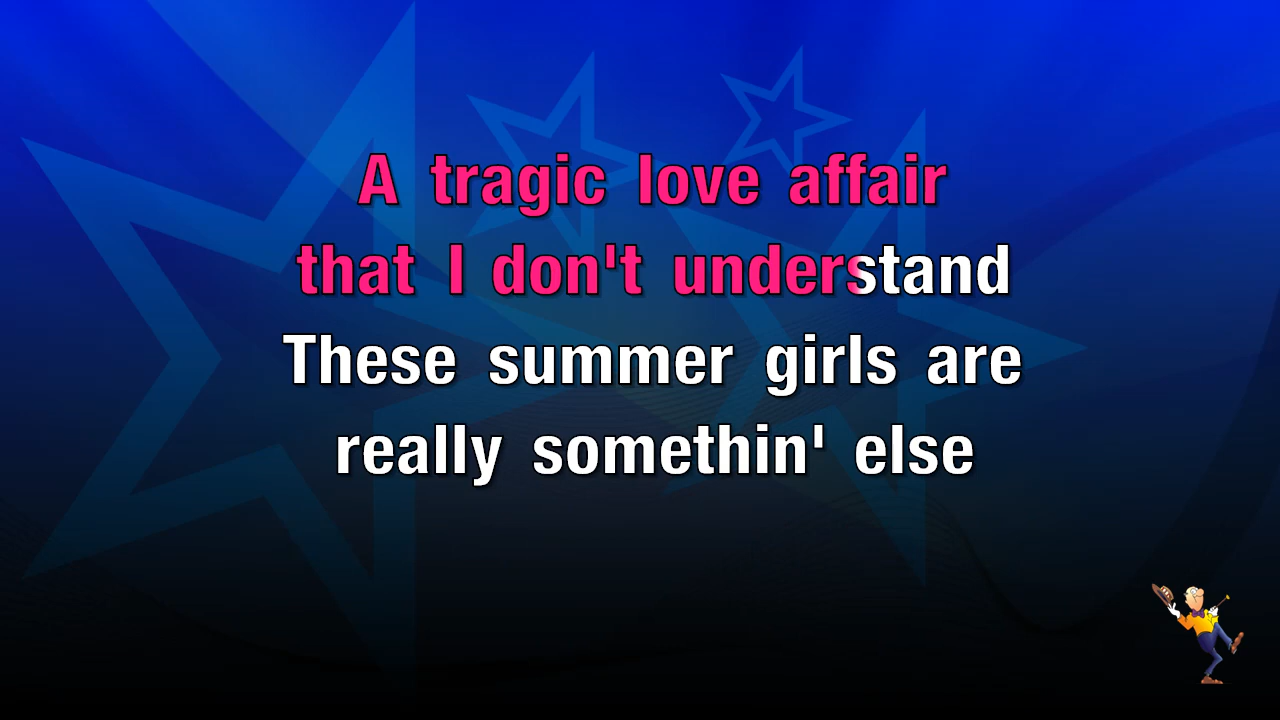 A tragic love affair
that I don't understand
These summer girls are
really somethin' else